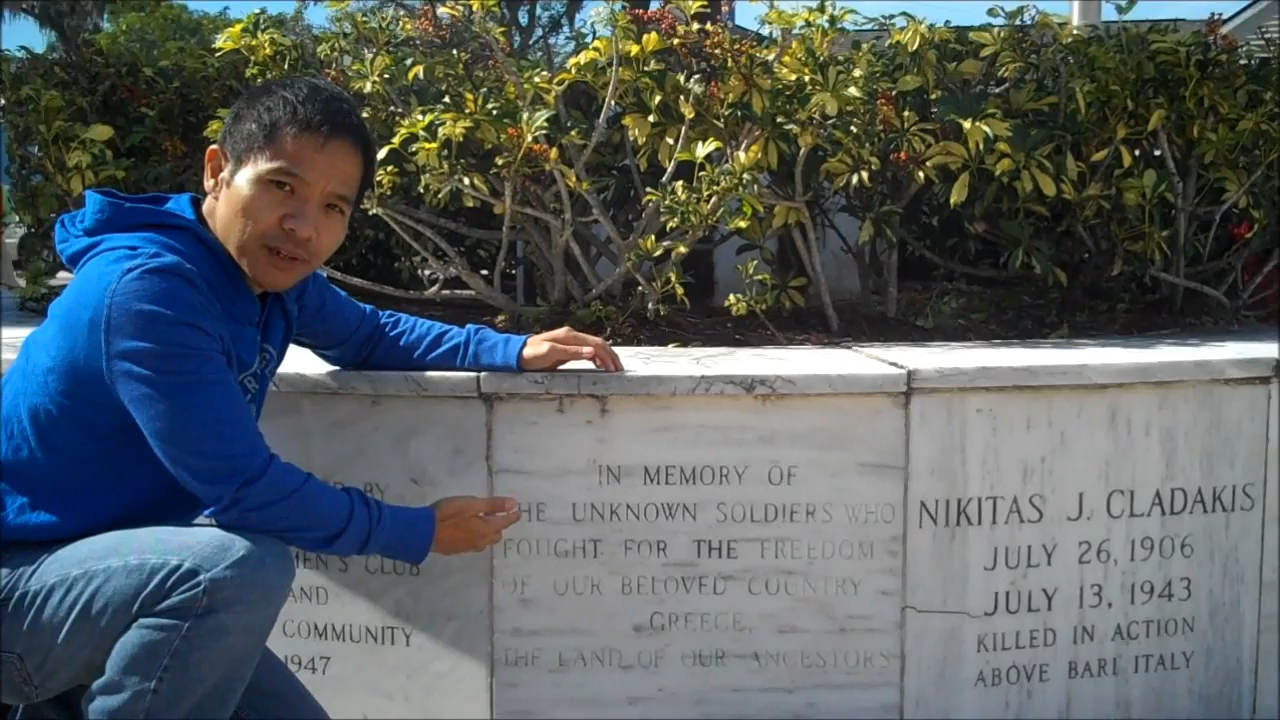 BY
MEN'S CLUB
AND
COMMUNITY
1947
IN MEMORY OF
THE UNKNOWN SOLDIERS WHO
FOUGHT FOR THE FREEDOM
OF OUR BELOVED COUNTRY
GREECE,
THE LAND OF OUR ANCESTORS
NIKITAS J. CLADAKIS
JULY 26, 1906
JULY 13, 1943
KILLED IN ACTION
ABOVE BARI ITALY